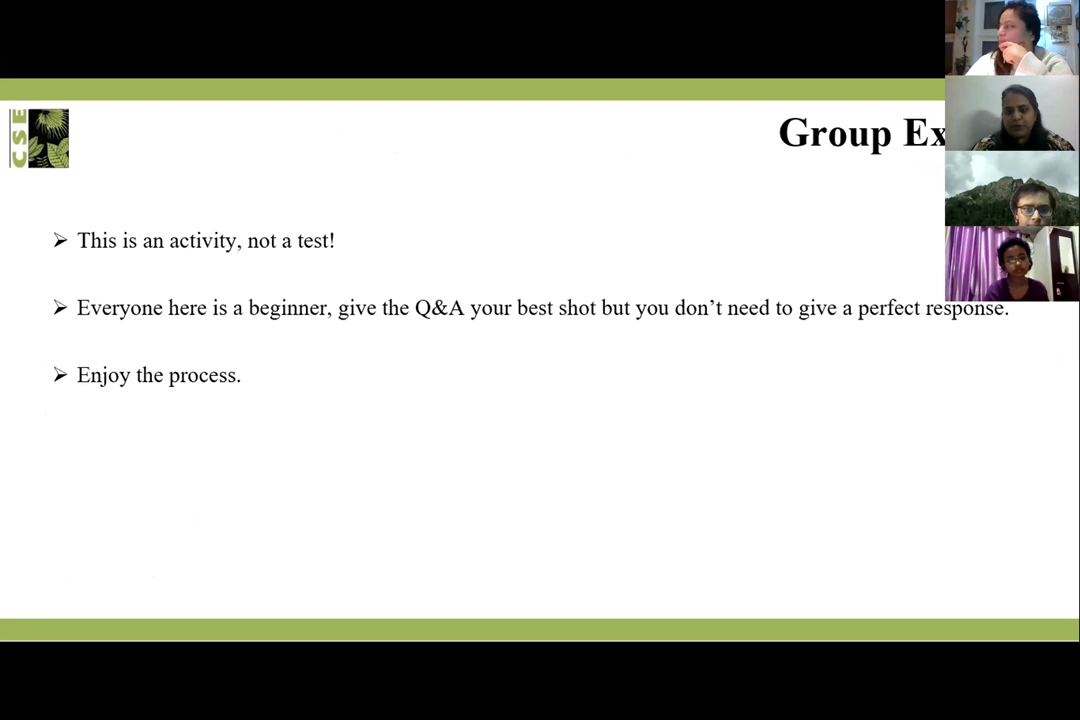 CSE
Group Ex
➢ This is an activity, not a test!
➢ Everyone here is a beginner, give the Q&A your best shot but you don’t need to give a perfect response.
➢ Enjoy the process.